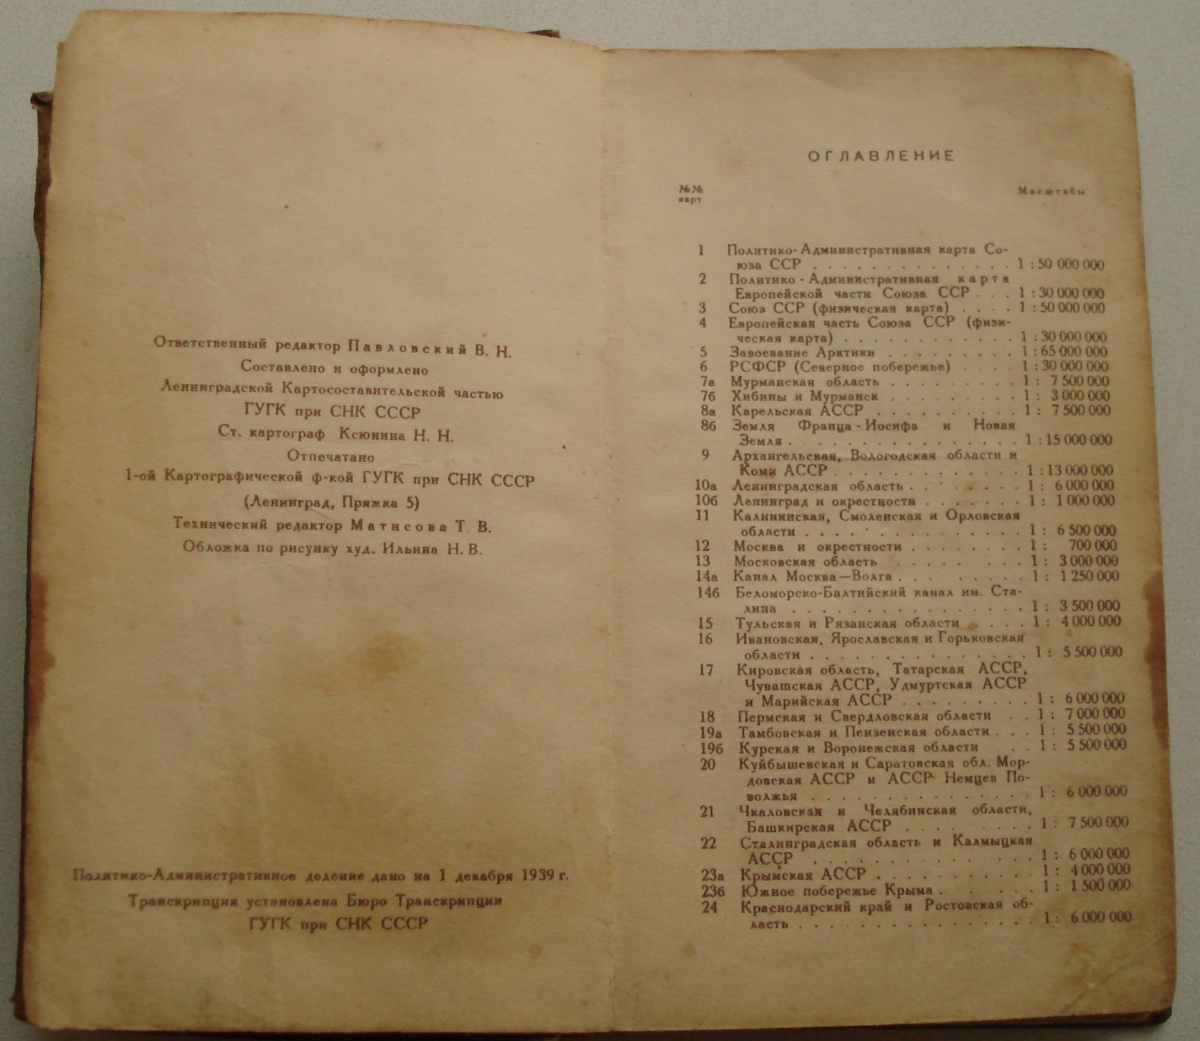 Ответственный редактор Павловский В. Н.
Составлено и оформлено
Ленинградской Картосоставительской частью
ГУГК при СНК СССР
Ст. картограф Ксюнина Н. Н.
Отпечатано
1-ой Картографической ф-кой ГУГК при СНК СССР
(Ленинград, Пряжка 5)
Технический редактор Матисова Т. В.
Обложка по рисунку худ. Ильина Н. В.
Политико-Административное деление дано на 1 декабря 1939 г.
Транскрипция установлена Бюро Транскрипции
ГУГК при СНК СССР
ОГЛАВЛЕНИЕ
№№ карт Масштабы
1 Политико-Административная карта Со-
юза ССР . . . . . . . . . . . . . . 1 : 50 000 000
2 Политико-Административная карта
Европейской части Союза ССР . . . 1 : 30 000 000
3 Союз ССР (физическая карта) . . . . 1 : 50 000 000
4 Европейская часть Союза ССР (физи-
ческая карта) . . . . . . . . . . . . 1 : 30 000 000
5 Завоевание Арктики . . . . . . . . . 1 : 65 000 000
6 РСФСР (Северное побережье) . . . . 1 : 30 000 000
7а Мурманская область . . . . . . . . . 1 : 7 500 000
7б Хибины и Мурманск . . . . . . . . . 1 : 3 000 000
8а Карельская АССР . . . . . . . . . . 1 : 7 500 000
8б Земля Франца-Иосифа и Новая
Земля . . . . . . . . . . . . . . . . 1 : 15 000 000
9 Архангельская, Вологодская области и
Коми АССР . . . . . . . . . . . . . 1 : 13 000 000
10а Ленинградская область . . . . . . . . 1 : 6 000 000
10б Ленинград и окрестности . . . . . . . 1 : 1 000 000
11 Калининская, Смоленская и Орловская
области . . . . . . . . . . . . . . . 1 : 6 500 000
12 Москва и окрестности . . . . . . . . 1 : 700 000
13 Московская область . . . . . . . . . 1 : 3 000 000
14а Канал Москва—Волга . . . . . . . . 1 : 1 250 000
14б Беломорско-Балтийский канал им. Ста-
лина . . . . . . . . . . . . . . . . 1 : 3 500 000
15 Тульская и Рязанская области . . . . 1 : 4 000 000
16 Ивановская, Ярославская и Горьковская
области . . . . . . . . . . . . . . . 1 : 5 500 000
17 Кировская область, Татарская АССР,
Чувашская АССР, Удмуртская АССР
и Марийская АССР . . . . . . . . . 1 : 6 000 000
18 Пермская и Свердловская области . . 1 : 7 000 000
19а Тамбовская и Пензенская области . . . 1 : 5 500 000
19б Курская и Воронежская области . . . 1 : 5 500 000
20 Куйбышевская и Саратовская обл. Мор-
довская АССР и АССР Немцев По-
волжья . . . . . . . . . . . . . . . 1 : 6 000 000
21 Чкаловская и Челябинская области,
Башкирская АССР . . . . . . . . . 1 : 7 500 000
22 Сталинградская область и Калмыцкая
АССР . . . . . . . . . . . . . . . 1 : 6 000 000
23а Крымская АССР . . . . . . . . . . 1 : 4 000 000
23б Южное побережье Крыма . . . . . . . 1 : 1 500 000
24 Краснодарский край и Ростовская об-
ласть . . . . . . . . . . . . . . . . 1 : 6 000 000